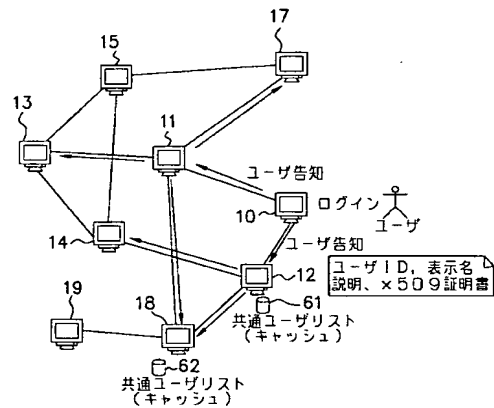 17
15
13
11
ユーザ告知
10
ログイン
ユーザ
14
ユーザ告知
12
ユーザID，表示名
説明、x509証明書
61
共通ユーザリスト
（キャッシュ）
19
18
62
共通ユーザリスト
（キャッシュ）